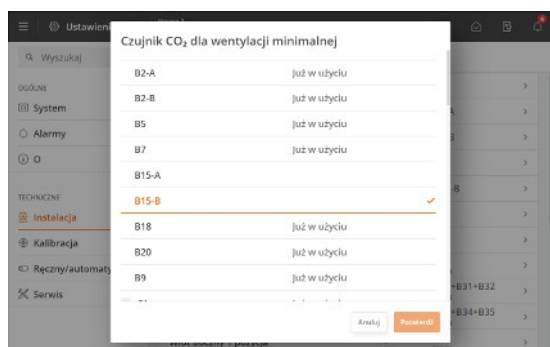 Ustawieni
Wyszukaj
OGÓLNE
System
Alarmy
O
TECHNICZNE
Instalacja
Kalibracja
Ręczny/automaty
Serwis
Czujnik CO₂ dla wentylacji minimalnej
B2-A Już w użyciu
B2-B Już w użyciu
B5 Już w użyciu
B7 Już w użyciu
B15-A
B15-B
B18 Już w użyciu
B20 Już w użyciu
B9 Już w użyciu
Anuluj Potwierdź
-B
+B31+B32
+B34+B35